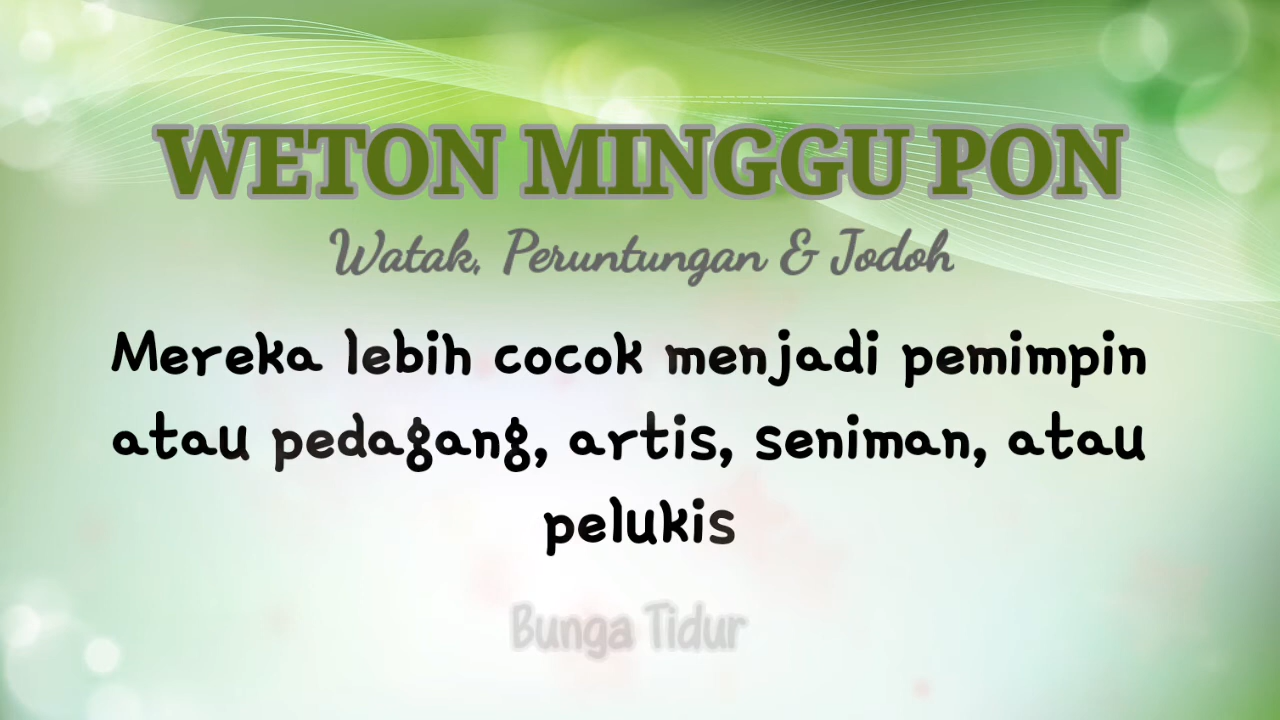 WETON MINGGU PON
Watak, Peruntungan & Jodoh
Mereka lebih cocok menjadi pemimpin
atau pedagang, artis, seniman, atau
pelukis
Bunga Tidur